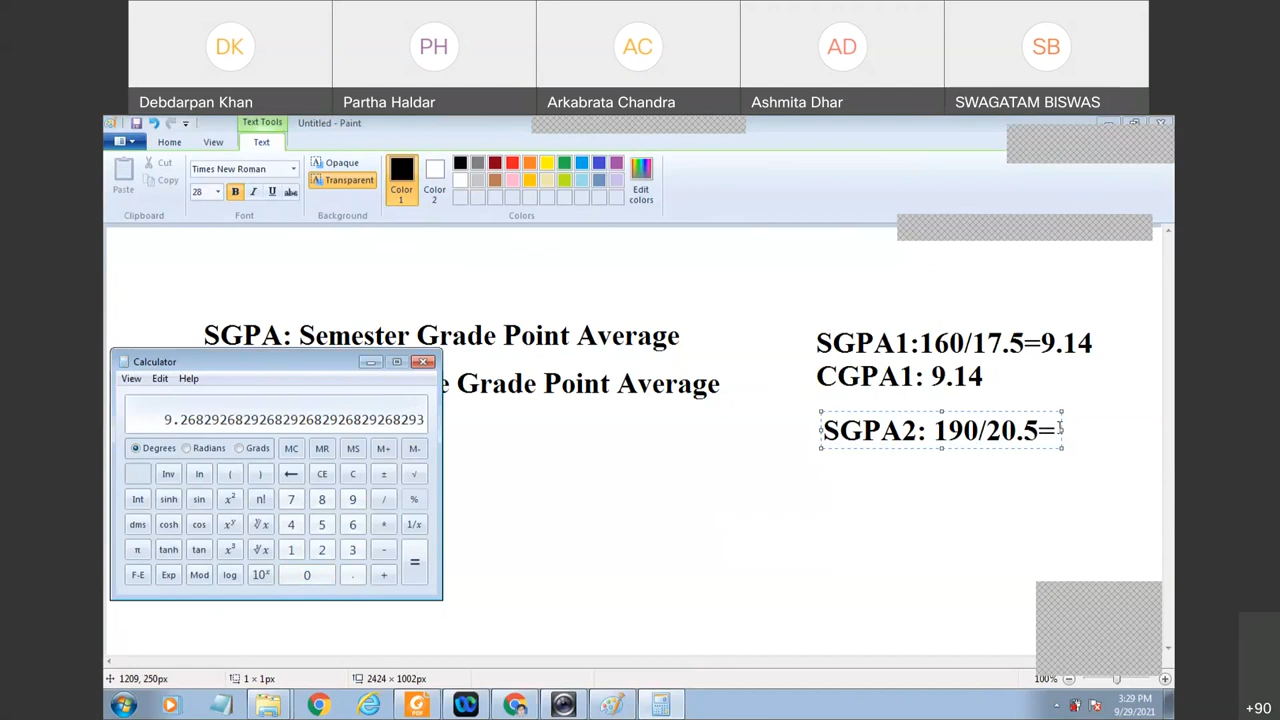 DK
PH
AC
AD
SB
Debdarpan Khan
Partha Haldar
Arkabrata Chandra
Ashmita Dhar
SWAGATAM BISWAS
Text Tools
Untitled - Paint
Home
View
Text
Paste
Cut
Copy
Clipboard
Times New Roman
28
B
I
U
abc
Font
Opaque
Transparent
Background
Color 1
Color 2
Edit colors
Colors
SGPA: Semester Grade Point Average
e Grade Point Average
SGPA1:160/17.5=9.14
CGPA1: 9.14
SGPA2: 190/20.5=
Calculator
View Edit Help
9.2682926829268292682926829268293
Degrees Radians Grads MC MR MS M+ M-
Inv ln ( ) ← CE C ± √
Int sinh sin x² n! 7 8 9 / %
dms cosh cos xʸ ʸ√x 4 5 6 * 1/x
π tanh tan x³ ³√x 1 2 3 - =
F-E Exp Mod log 10ˣ 0 . +
1209, 250px
1 × 1px
2424 × 1002px
100%
3:29 PM
9/29/2021
+90